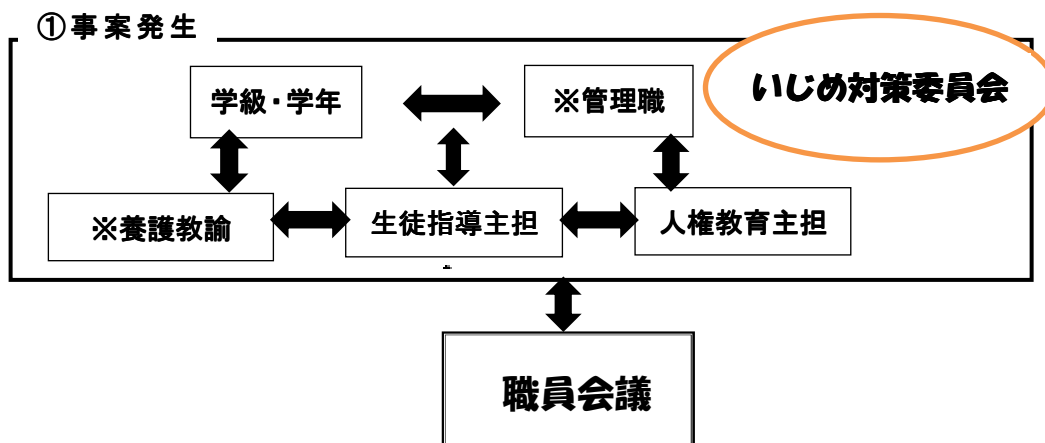 ①事案発生
いじめ対策委員会
学級・学年
※管理職
※養護教諭
生徒指導主担
人権教育主担
職員会議